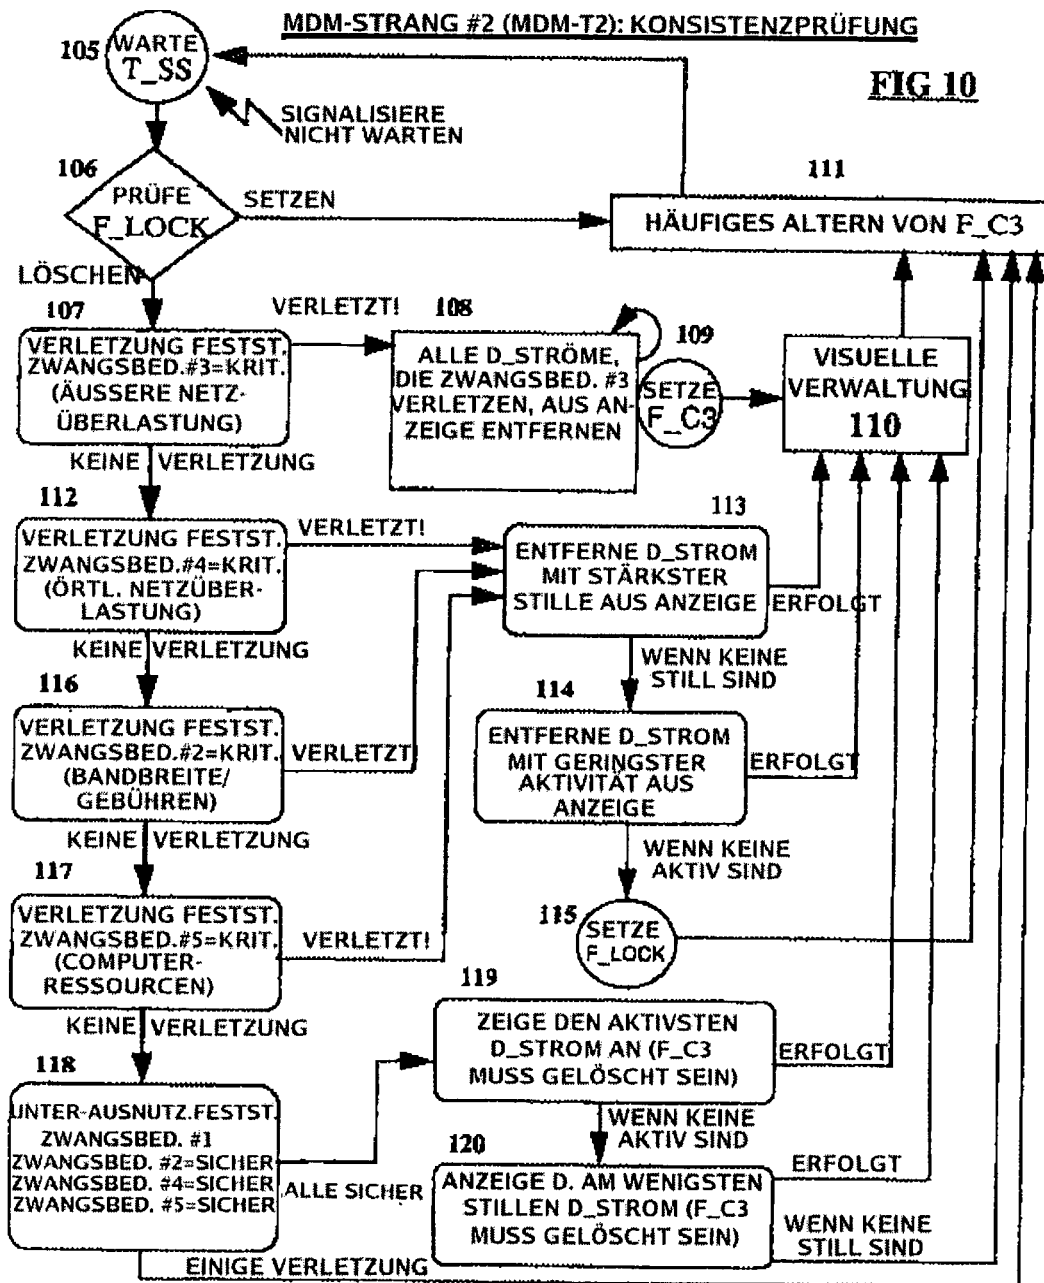 MDM-STRANG #2 (MDM-T2): KONSISTENZPRÜFUNG
FIG 10
105
WARTE
T_SS
SIGNALISIERE
NICHT WARTEN
106
PRÜFE
F_LOCK
SETZEN
LÖSCHEN
111
HÄUFIGES ALTERN VON F_C3
107
VERLETZUNG FESTST.
ZWANGSBED.#3=KRIT.
(ÄUSSERE NETZ-
ÜBERLASTUNG)
VERLETZT!
KEINE VERLETZUNG
108
ALLE D_STRÖME,
DIE ZWANGSBED. #3
VERLETZEN, AUS AN-
ZEIGE ENTFERNEN
109
SETZE
F_C3
VISUELLE
VERWALTUNG
110
112
VERLETZUNG FESTST.
ZWANGSBED.#4=KRIT.
(ÖRTL. NETZÜBER-
LASTUNG)
VERLETZT!
KEINE VERLETZUNG
113
ENTFERNE D_STROM
MIT STÄRKSTER
STILLE AUS ANZEIGE
ERFOLGT
WENN KEINE
STILL SIND
116
VERLETZUNG FESTST.
ZWANGSBED.#2=KRIT.
(BANDBREITE/
GEBÜHREN)
VERLETZT!
KEINE VERLETZUNG
114
ENTFERNE D_STROM
MIT GERINGSTER
AKTIVITÄT AUS
ANZEIGE
ERFOLGT
WENN KEINE
AKTIV SIND
117
VERLETZUNG FESTST.
ZWANGSBED.#5=KRIT.
(COMPUTER-
RESSOURCEN)
VERLETZT!
KEINE VERLETZUNG
115
SETZE
F_LOCK
118
UNTER-AUSNUTZ.FESTST.
ZWANGSBED. #1
ZWANGSBED. #2=SICHER
ZWANGSBED. #4=SICHER
ZWANGSBED. #5=SICHER
ALLE SICHER
EINIGE VERLETZUNG
119
ZEIGE DEN AKTIVSTEN
D_STROM AN (F_C3
MUSS GELÖSCHT SEIN)
ERFOLGT
WENN KEINE
AKTIV SIND
120
ANZEIGE D. AM WENIGSTEN
STILLEN D_STROM (F_C3
MUSS GELÖSCHT SEIN)
ERFOLGT
WENN KEINE
STILL SIND